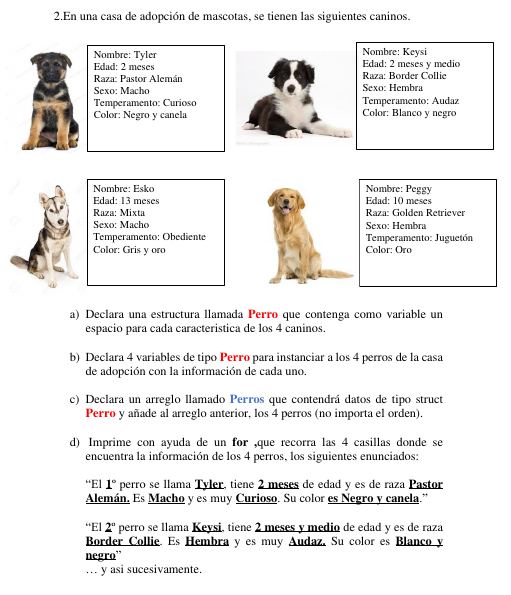 2.En una casa de adopción de mascotas, se tienen las siguientes caninos.
Nombre: Tyler
Edad: 2 meses
Raza: Pastor Alemán
Sexo: Macho
Temperamento: Curioso
Color: Negro y canela
Nombre: Keysi
Edad: 2 meses y medio
Raza: Border Collie
Sexo: Hembra
Temperamento: Audaz
Color: Blanco y negro
Nombre: Esko
Edad: 13 meses
Raza: Mixta
Sexo: Macho
Temperamento: Obediente
Color: Gris y oro
Nombre: Peggy
Edad: 10 meses
Raza: Golden Retriever
Sexo: Hembra
Temperamento: Juguetón
Color: Oro
a) Declara una estructura llamada Perro que contenga como variable un
espacio para cada caracteristica de los 4 caninos.
b) Declara 4 variables de tipo Perro para instanciar a los 4 perros de la casa
de adopción con la información de cada uno.
c) Declara un arreglo llamado Perros que contendrá datos de tipo struct
Perro y añade al arreglo anterior, los 4 perros (no importa el orden).
d) Imprime con ayuda de un for ,que recorra las 4 casillas donde se
encuentra la información de los 4 perros, los siguientes enunciados:
“El 1º perro se llama Tyler, tiene 2 meses de edad y es de raza Pastor
Alemán. Es Macho y es muy Curioso. Su color es Negro y canela.”
“El 2º perro se llama Keysi, tiene 2 meses y medio de edad y es de raza
Border Collie. Es Hembra y es muy Audaz. Su color es Blanco y
negro”
… y asi sucesivamente.